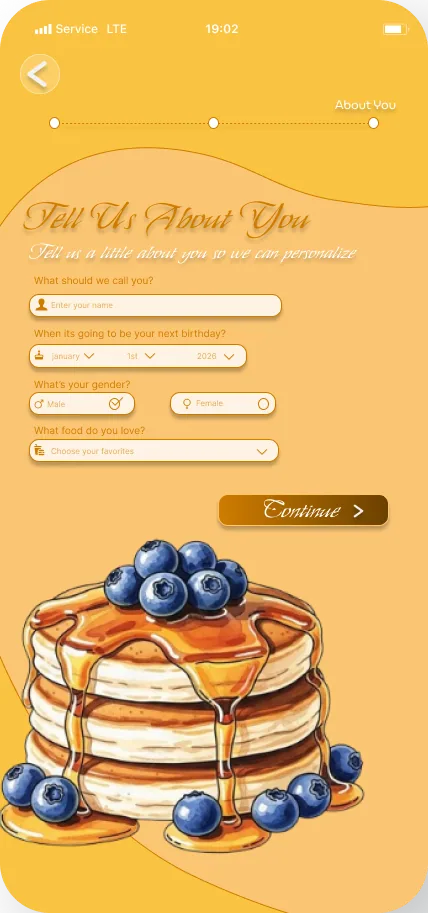 Service LTE 19:02
About You
Tell Us About You
Tell us a little about you so we can personalize
What should we call you?
Enter your name
When its going to be your next birthday?
january 1st 2026
What's your gender?
Male Female
What food do you love?
Choose your favorites
Continue